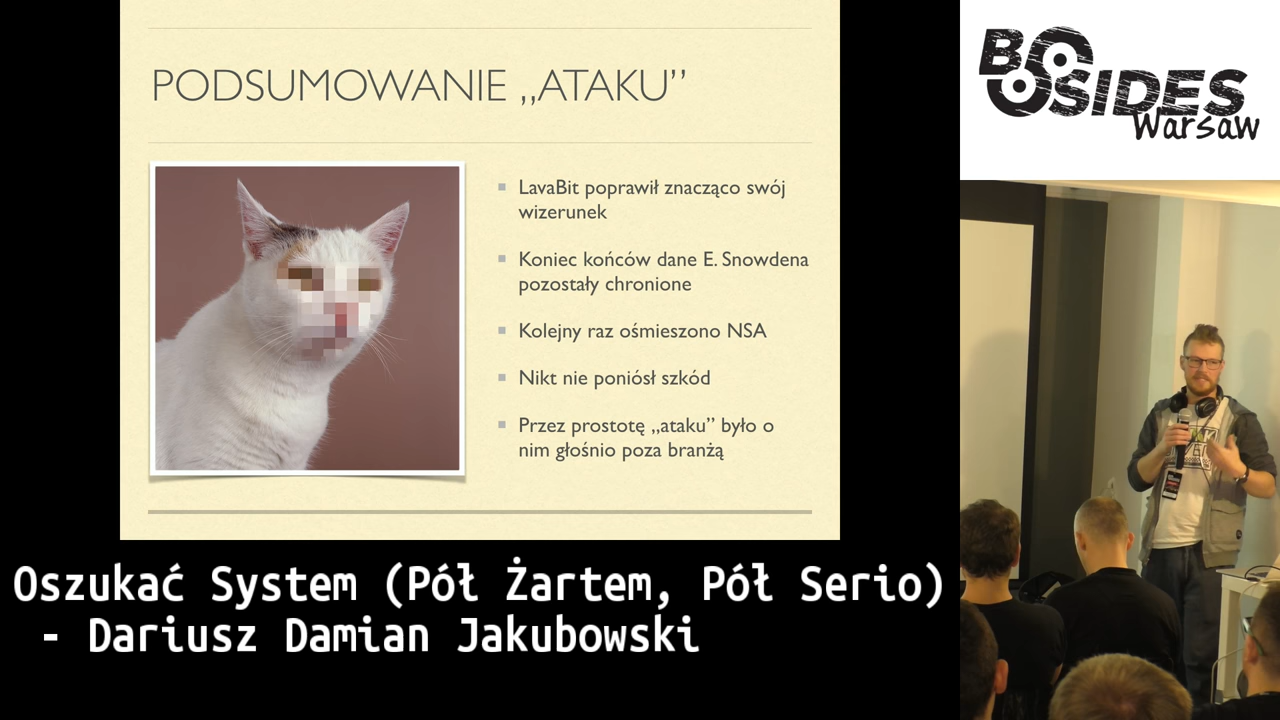 PODSUMOWANIE „ATAKU”
LavaBit poprawił znacząco swój
wizerunek
Koniec końców dane E. Snowdena
pozostały chronione
Kolejny raz ośmieszono NSA
Nikt nie poniósł szkód
Przez prostotę „ataku” było o
nim głośnio poza branżą
BSIDES
Warsaw
Oszukać System (Pół Żartem, Pół Serio)
- Dariusz Damian Jakubowski